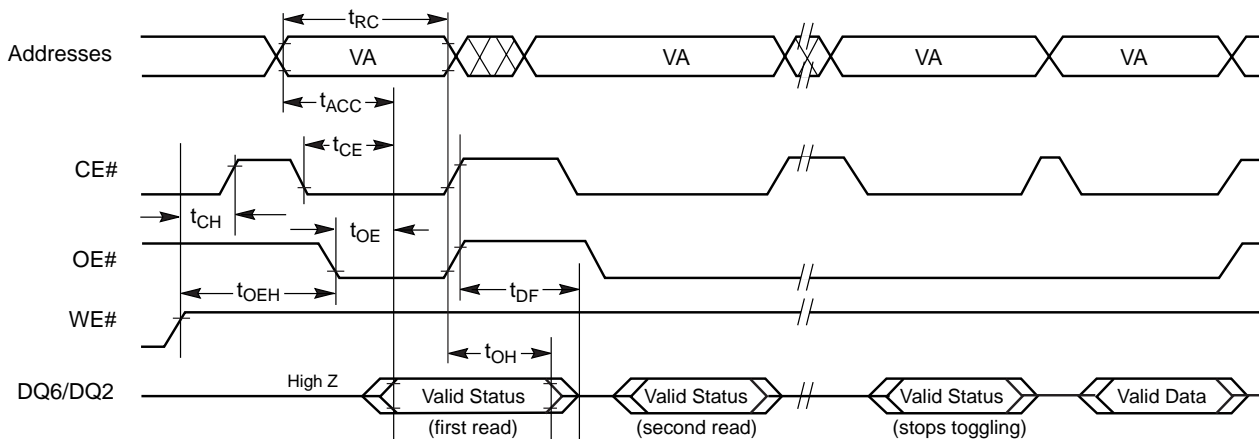 tRC
Addresses VA VA VA VA
tACC
tCE
CE#
tCH tOE
OE#
tOEH tDF
WE#
tOH
DQ6/DQ2 High Z Valid Status Valid Status Valid Status Valid Data
(first read) (second read) (stops toggling)